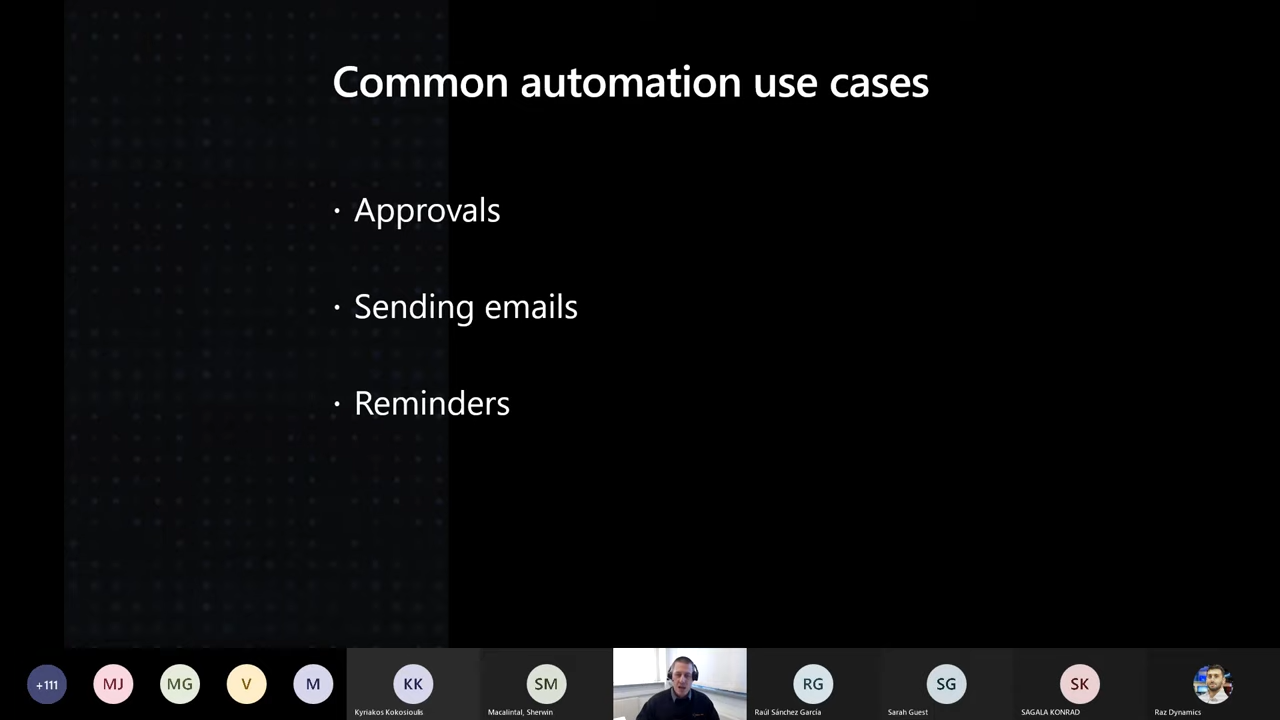 Common automation use cases
· Approvals
· Sending emails
· Reminders
+111
MJ
MG
V
M
KK
SM
RG
SG
SK
Kyriakos Kokosioulis
Macalintal, Sherwin
Raúl Sánchez García
Sarah Guest
SAGALA KONRAD
Raz Dynamics